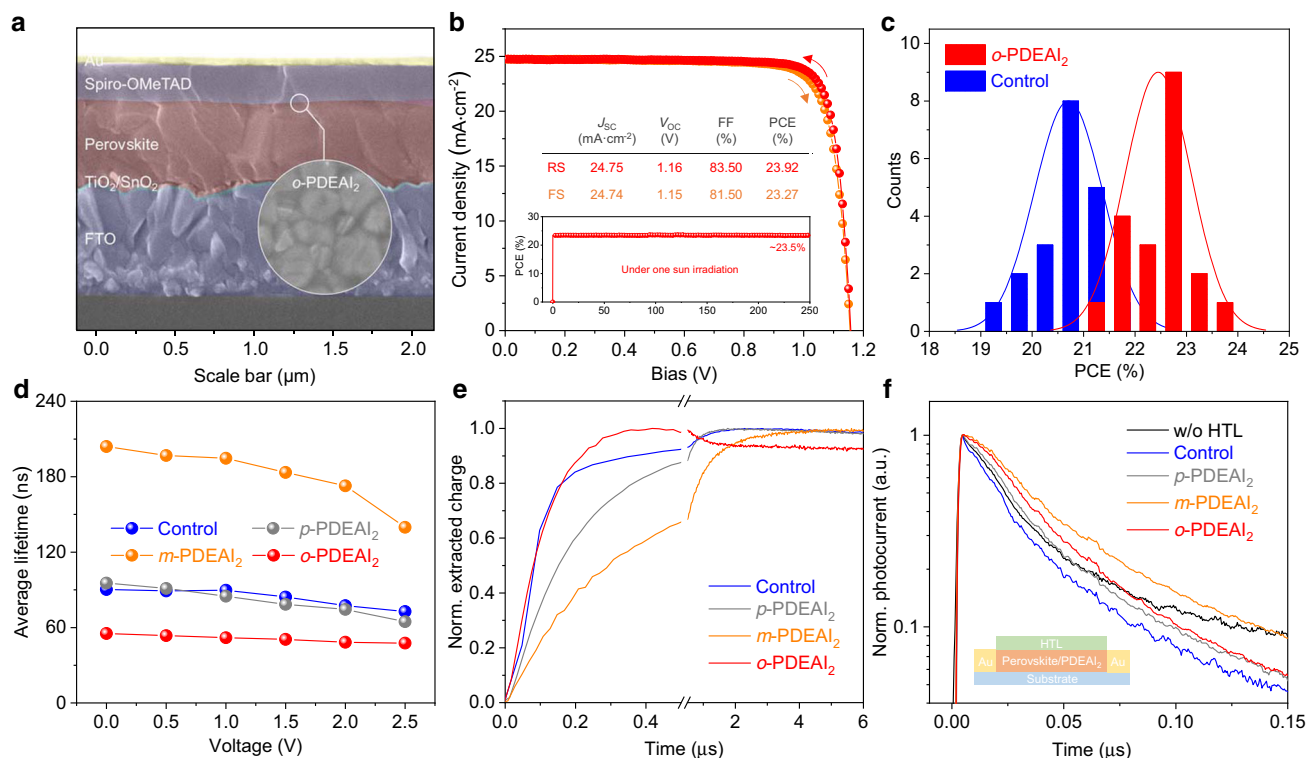 a
Au
Spiro-OMeTAD
Perovskite
TiO₂/SnO₂
o-PDEAI₂
FTO
0.0 0.5 1.0 1.5 2.0
Scale bar (µm)
b
Current density (mA·cm⁻²)
30
25
20
15
10
5
0
J_SC V_OC FF PCE
(mA·cm⁻²) (V) (%) (%)
RS 24.75 1.16 83.50 23.92
FS 24.74 1.15 81.50 23.27
PCE (%)
30
20
10
0
~23.5%
Under one sun irradiation
0 50 100 150 200 250
0.0 0.2 0.4 0.6 0.8 1.0 1.2
Bias (V)
c
Counts
10
8
6
4
2
0
o-PDEAI₂
Control
18 19 20 21 22 23 24 25
PCE (%)
d
Average lifetime (ns)
240
180
120
60
0
Control p-PDEAI₂
m-PDEAI₂ o-PDEAI₂
0.0 0.5 1.0 1.5 2.0 2.5
Voltage (V)
e
Norm. extracted charge
1.0
0.8
0.6
0.4
0.2
0.0
Control
p-PDEAI₂
m-PDEAI₂
o-PDEAI₂
0.0 0.2 0.4 2 4 6
Time (µs)
f
Norm. photocurrent (a.u.)
1
0.1
w/o HTL
Control
p-PDEAI₂
m-PDEAI₂
o-PDEAI₂
HTL
Au Perovskite/PDEAI₂ Au
Substrate
0.00 0.05 0.10 0.15
Time (µs)